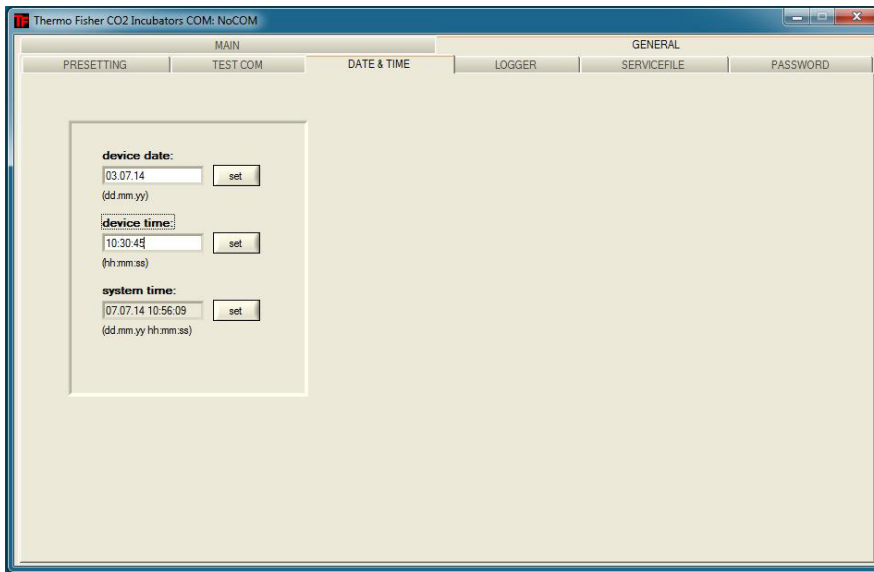 Thermo Fisher CO2 Incubators COM: NoCOM
MAIN GENERAL
PRESETTING TEST COM DATE & TIME LOGGER SERVICEFILE PASSWORD
device date:
03.07.14 set
(dd.mm.yy)
device time:
10:30:45 set
(hh:mm:ss)
system time:
07.07.14 10:56:09 set
(dd.mm.yy hh:mm:ss)